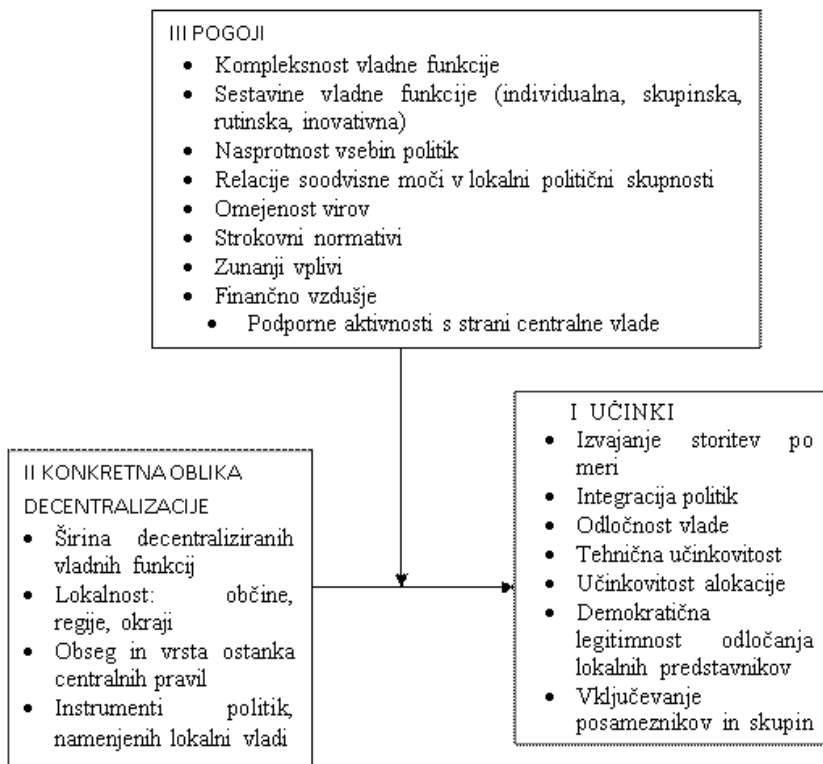 III POGOJI
• Kompleksnost vladne funkcije
• Sestavine vladne funkcije (individualna, skupinska,
rutinska, inovativna)
• Nasprotnost vsebin politik
• Relacije soodvisne moči v lokalni politični skupnosti
• Omejenost virov
• Strokovni normativi
• Zunanji vplivi
• Finančno vzdušje
• Podporne aktivnosti s strani centralne vlade
II KONKRETNA OBLIKA
DECENTRALIZACIJE
• Širina decentraliziranih
vladnih funkcij
• Lokalnost: občine,
regije, okraji
• Obseg in vrsta ostanka
centralnih pravil
• Instrumenti politik,
namenjenih lokalni vladi
I UČINKI
• Izvajanje storitev po
meri
• Integracija politik
• Odločnost vlade
• Tehnična učinkovitost
• Učinkovitost alokacije
• Demokratična
legitimnost odločanja
lokalnih predstavnikov
• Vključevanje
posameznikov in skupin